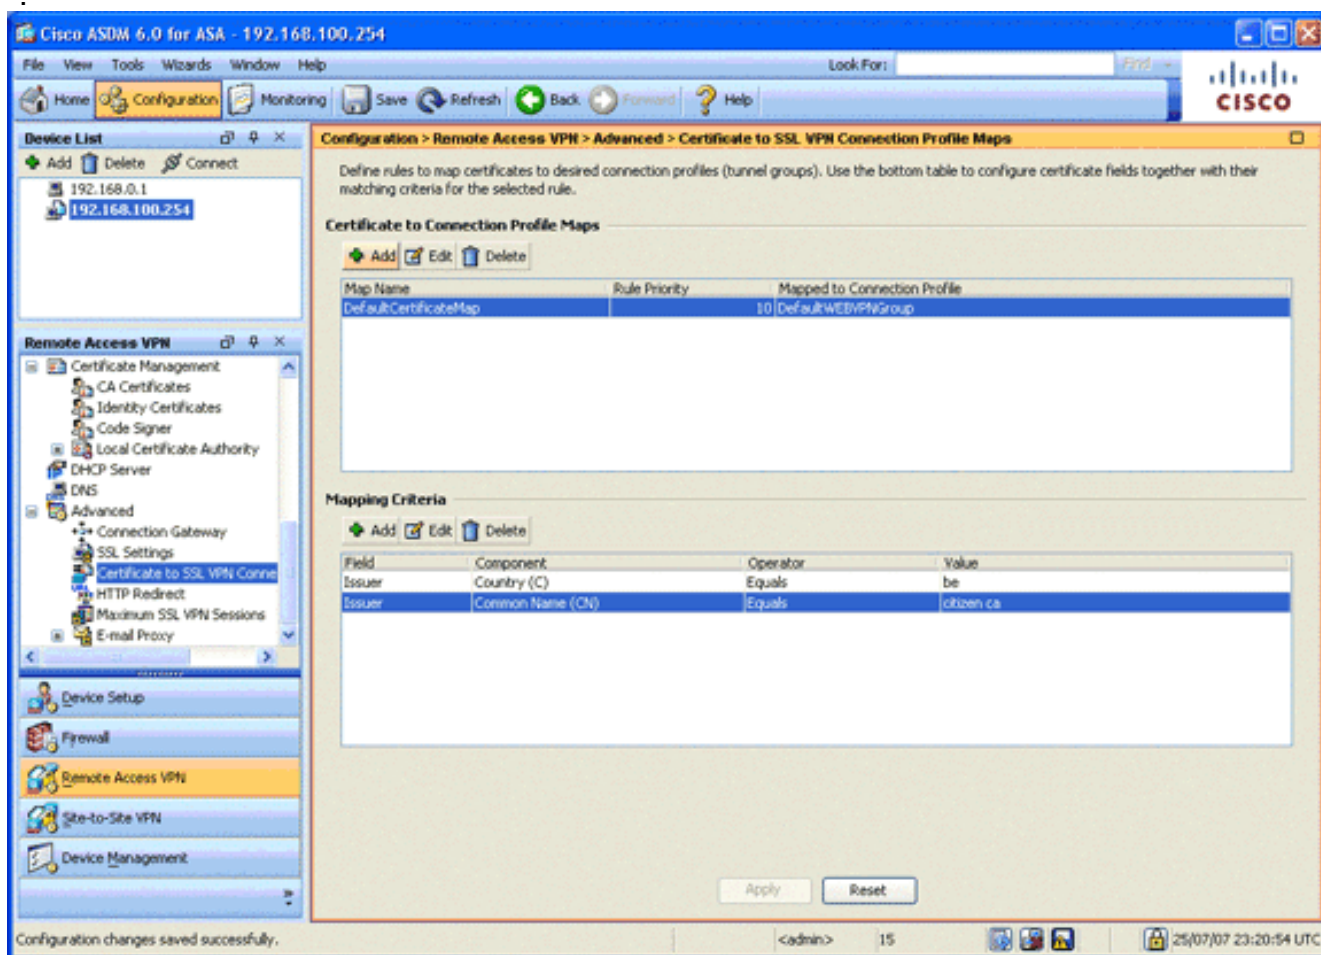 Cisco ASDM 6.0 for ASA - 192.168.100.254
File View Tools Wizards Window Help Look For: Find
Home Configuration Monitoring Save Refresh Back Forward Help
CISCO
Device List
Add Delete Connect
192.168.0.1
192.168.100.254
Remote Access VPN
Certificate Management
CA Certificates
Identity Certificates
Code Signer
Local Certificate Authority
DHCP Server
DNS
Advanced
Connection Gateway
SSL Settings
Certificate to SSL VPN Conne
HTTP Redirect
Maximum SSL VPN Sessions
E-mail Proxy
Device Setup
Firewall
Remote Access VPN
Site-to-Site VPN
Device Management
Configuration > Remote Access VPN > Advanced > Certificate to SSL VPN Connection Profile Maps
Define rules to map certificates to desired connection profiles (tunnel groups). Use the bottom table to configure certificate fields together with their
matching criteria for the selected rule.
Certificate to Connection Profile Maps
Add Edit Delete
Map Name Rule Priority Mapped to Connection Profile
DefaultCertificateMap 10 DefaultWEBVPNGroup
Mapping Criteria
Add Edit Delete
Field Component Operator Value
Issuer Country (C) Equals be
Issuer Common Name (CN) Equals citizen ca
Apply Reset
Configuration changes saved successfully. <admin> 15 25/07/07 23:20:54 UTC